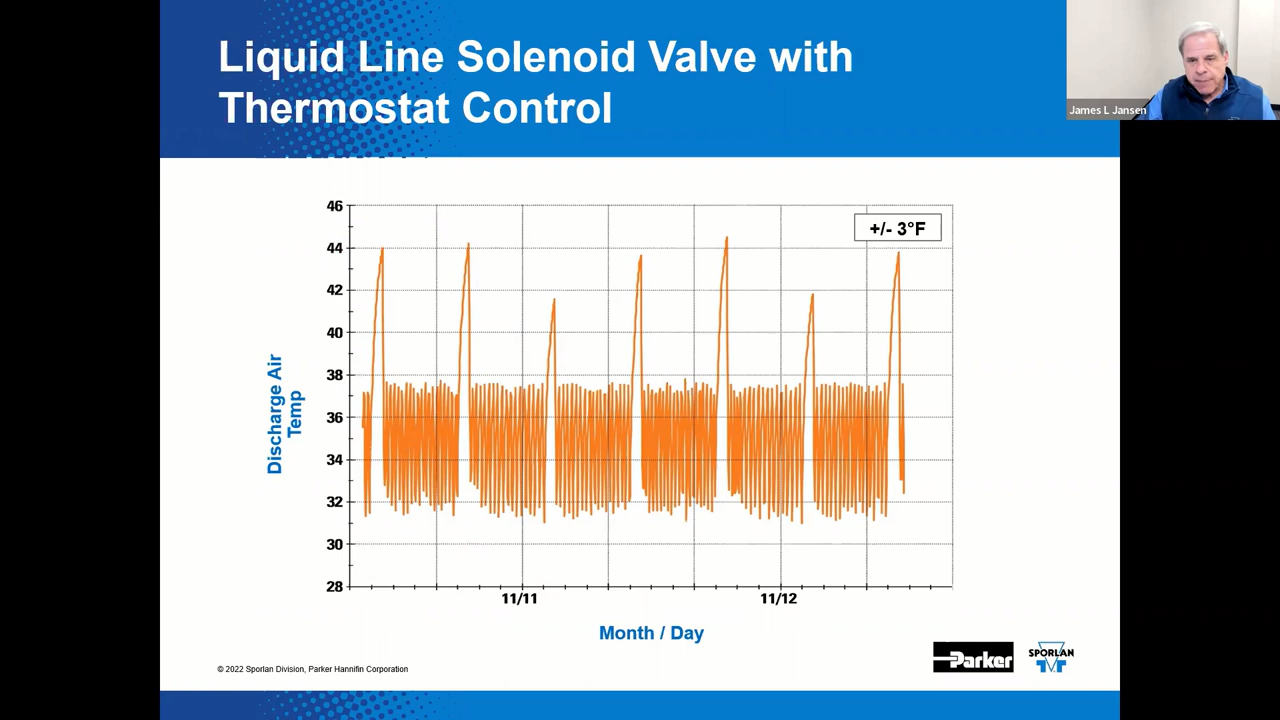 Liquid Line Solenoid Valve with
Thermostat Control
James L Jansen
46
+/- 3°F
44
42
40
38
36
34
32
30
28
Discharge Air
Temp
11/11
11/12
Month / Day
© 2022 Sporlan Division, Parker Hannifin Corporation
Parker
SPORLAN